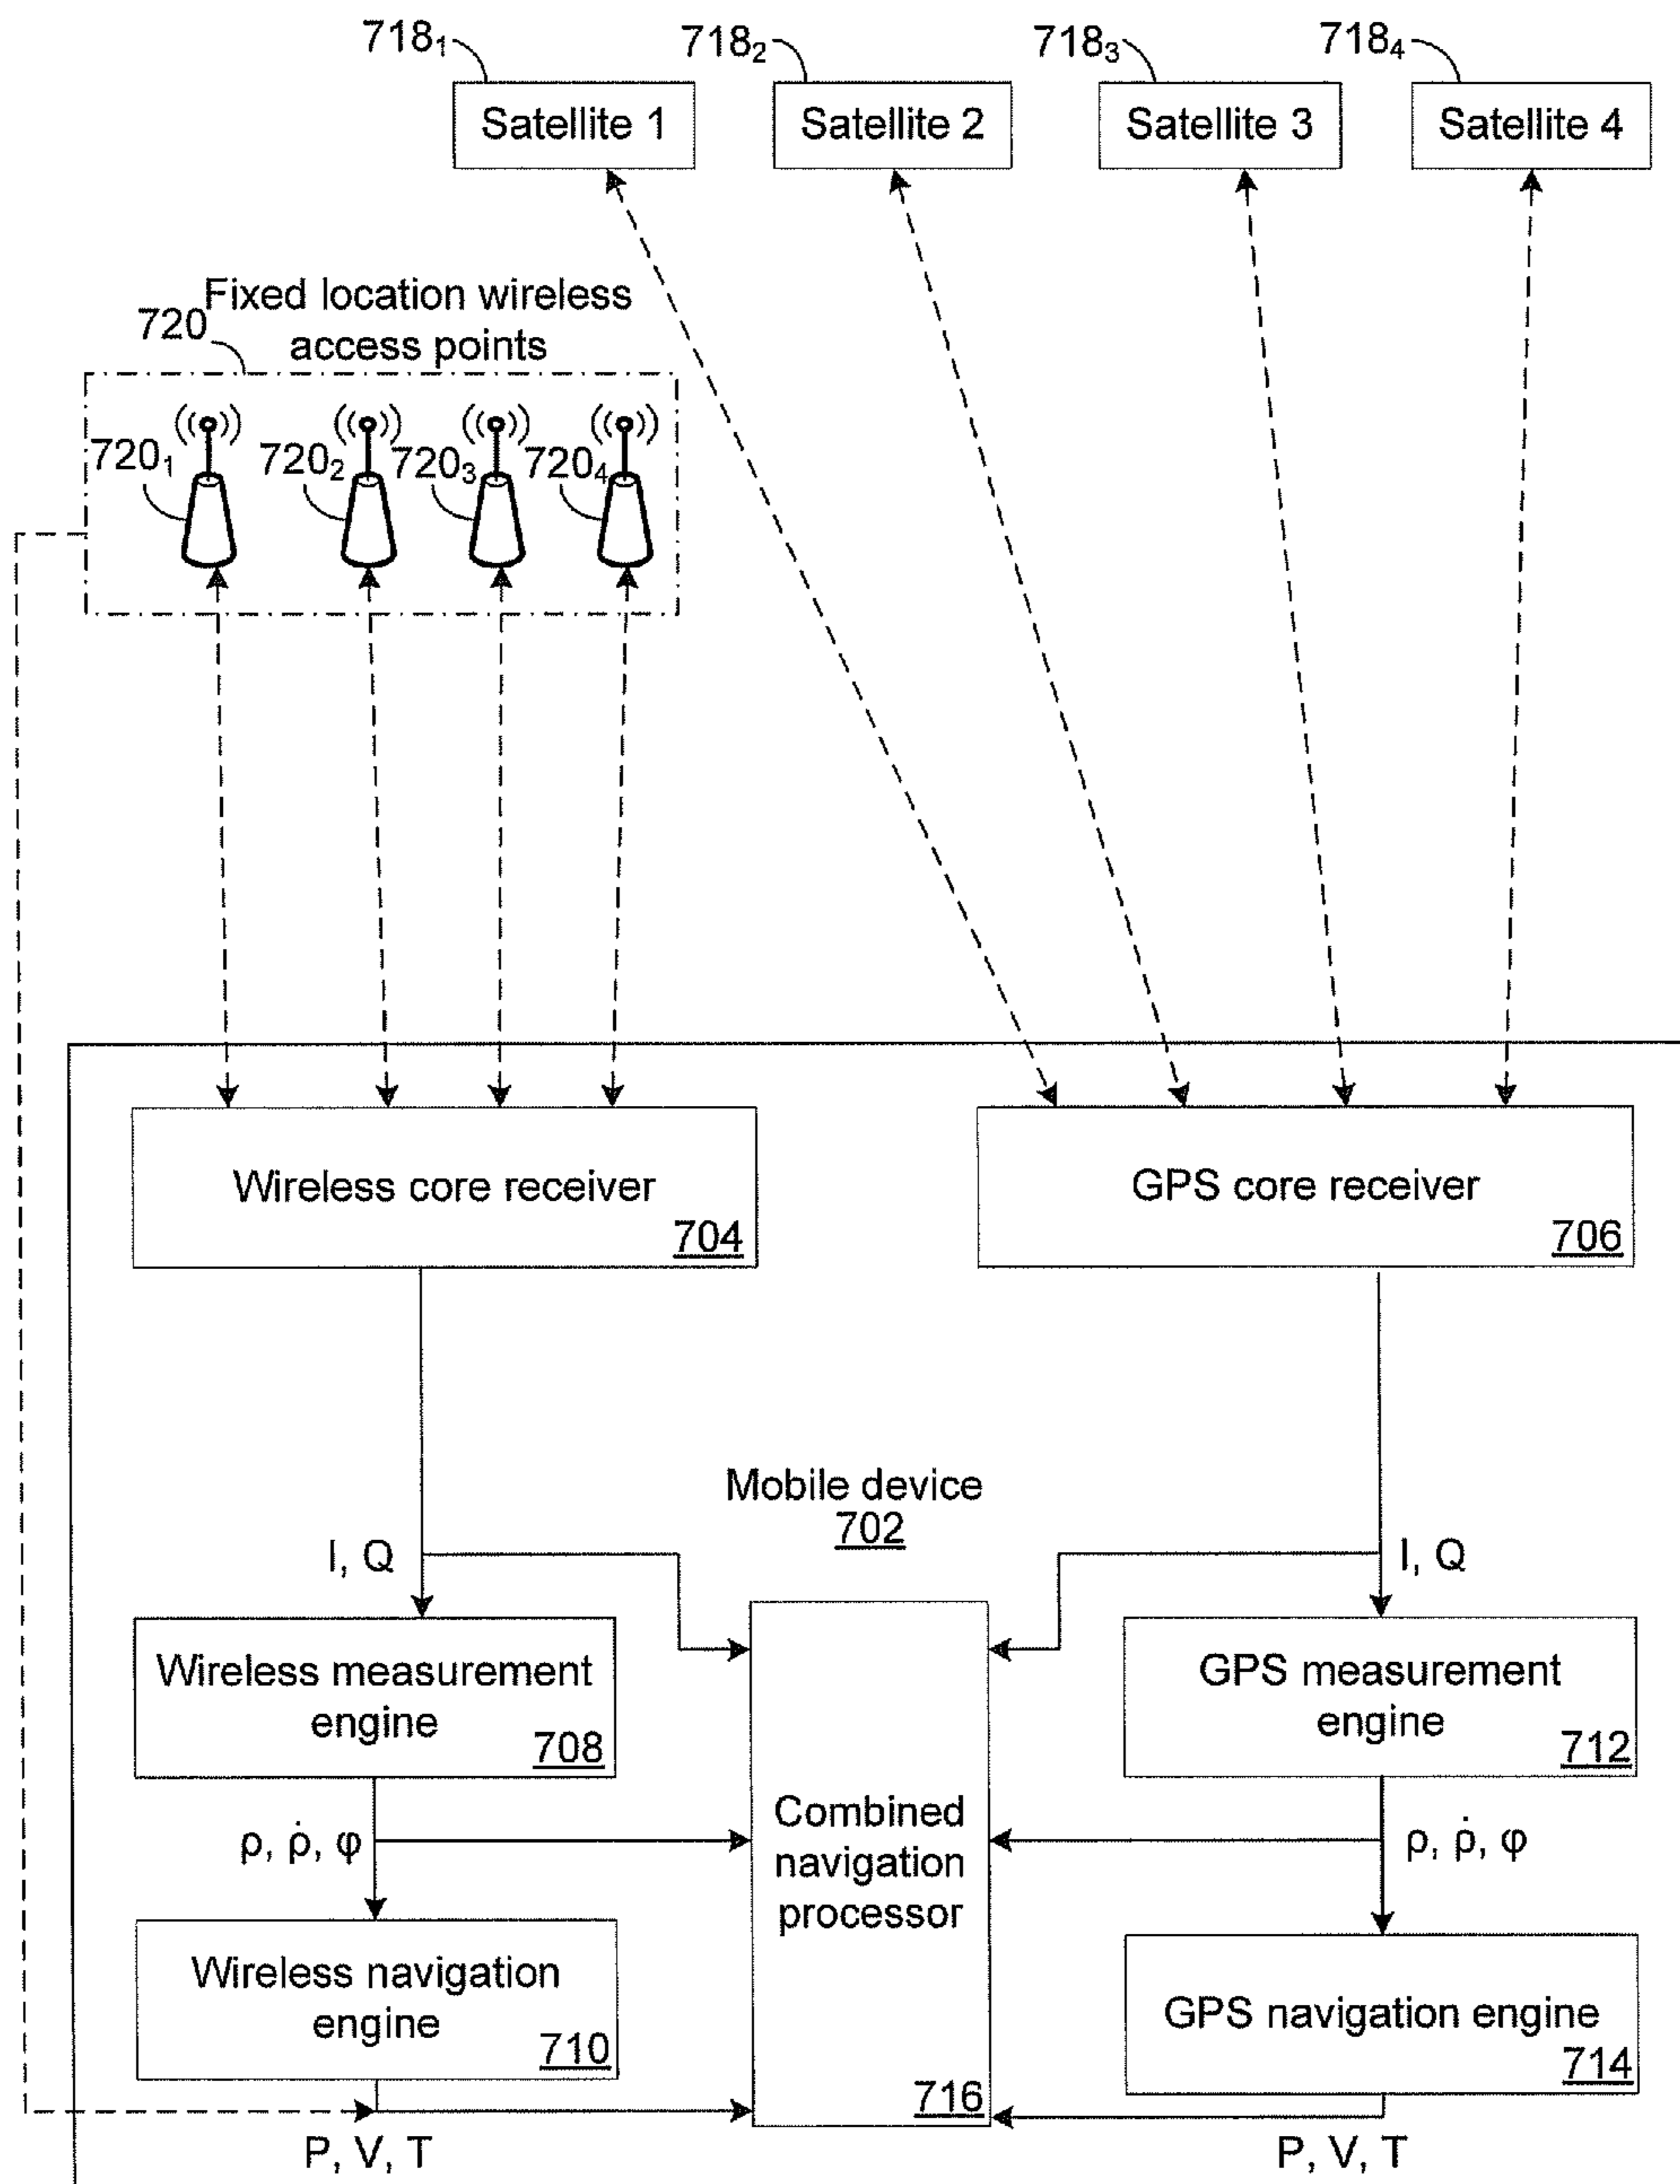 718₁
718₂
718₃
718₄
Satellite 1
Satellite 2
Satellite 3
Satellite 4
Fixed location wireless
access points
720
720₁
720₂
720₃
720₄
Wireless core receiver
704
GPS core receiver
706
Mobile device
702
I, Q
I, Q
Wireless measurement
engine
708
GPS measurement
engine
712
Combined
navigation
processor
716
ρ, ρ̇, φ
ρ, ρ̇, φ
Wireless navigation
engine
710
GPS navigation engine
714
P, V, T
P, V, T